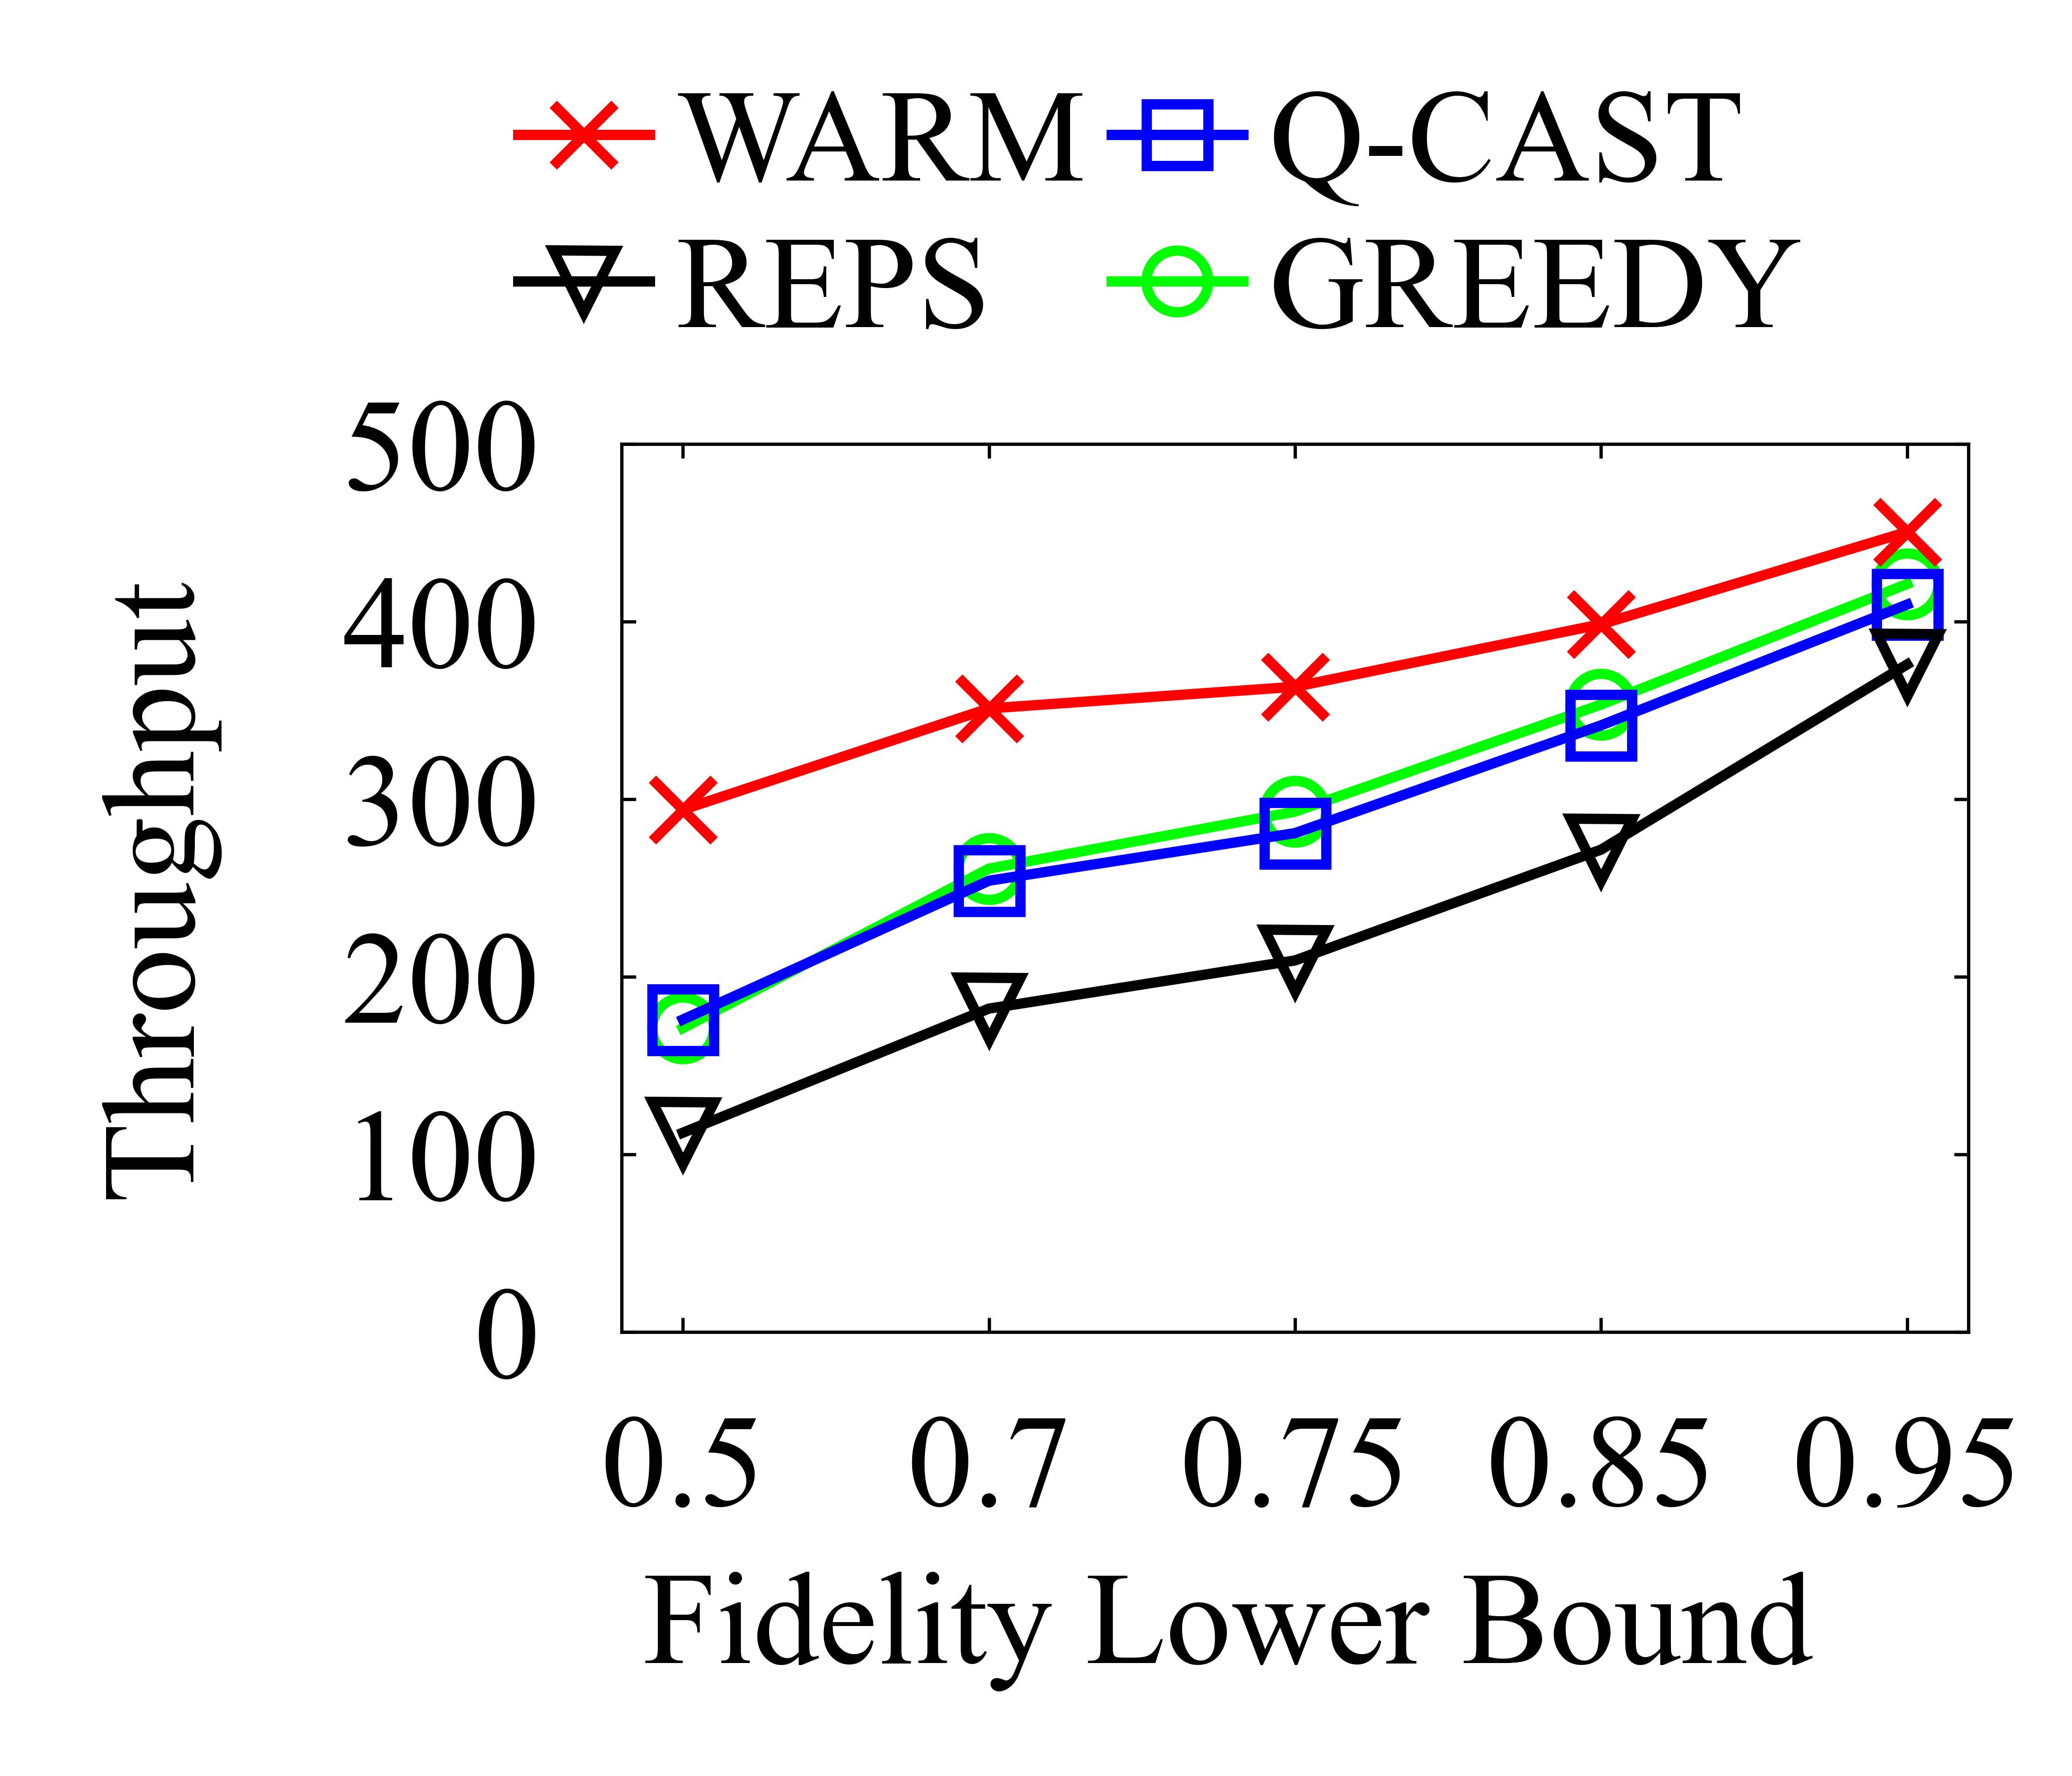 WARM Q-CAST
REPS GREEDY
500
400
300
200
100
0
Throughput
0.5 0.7 0.75 0.85 0.95
Fidelity Lower Bound